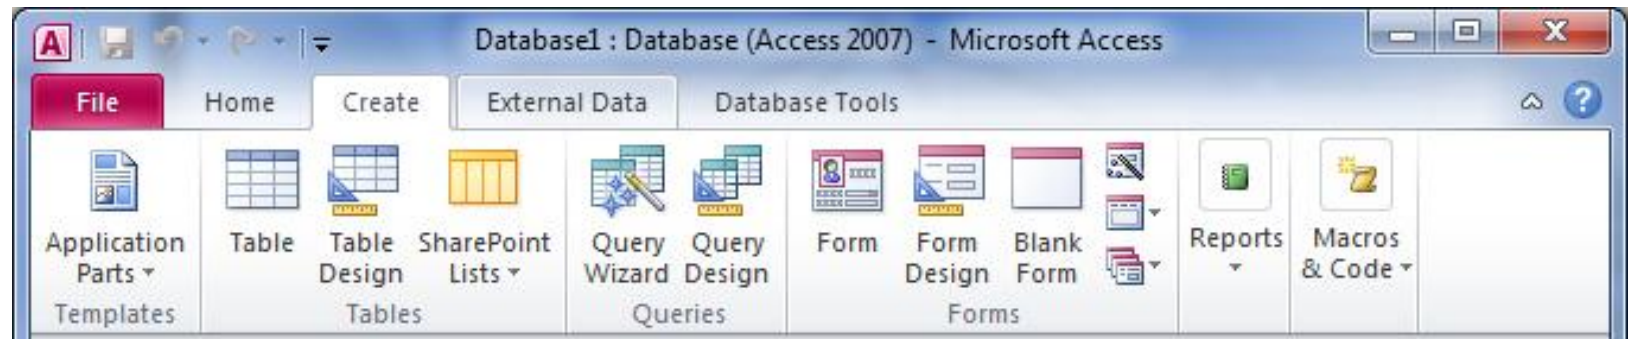 A
Database1 : Database (Access 2007) - Microsoft Access
File Home Create External Data Database Tools ?
Application Parts
Table
Table Design
SharePoint Lists
Query Wizard
Query Design
Form
Form Design
Blank Form
Reports
Macros & Code
Templates
Tables
Queries
Forms